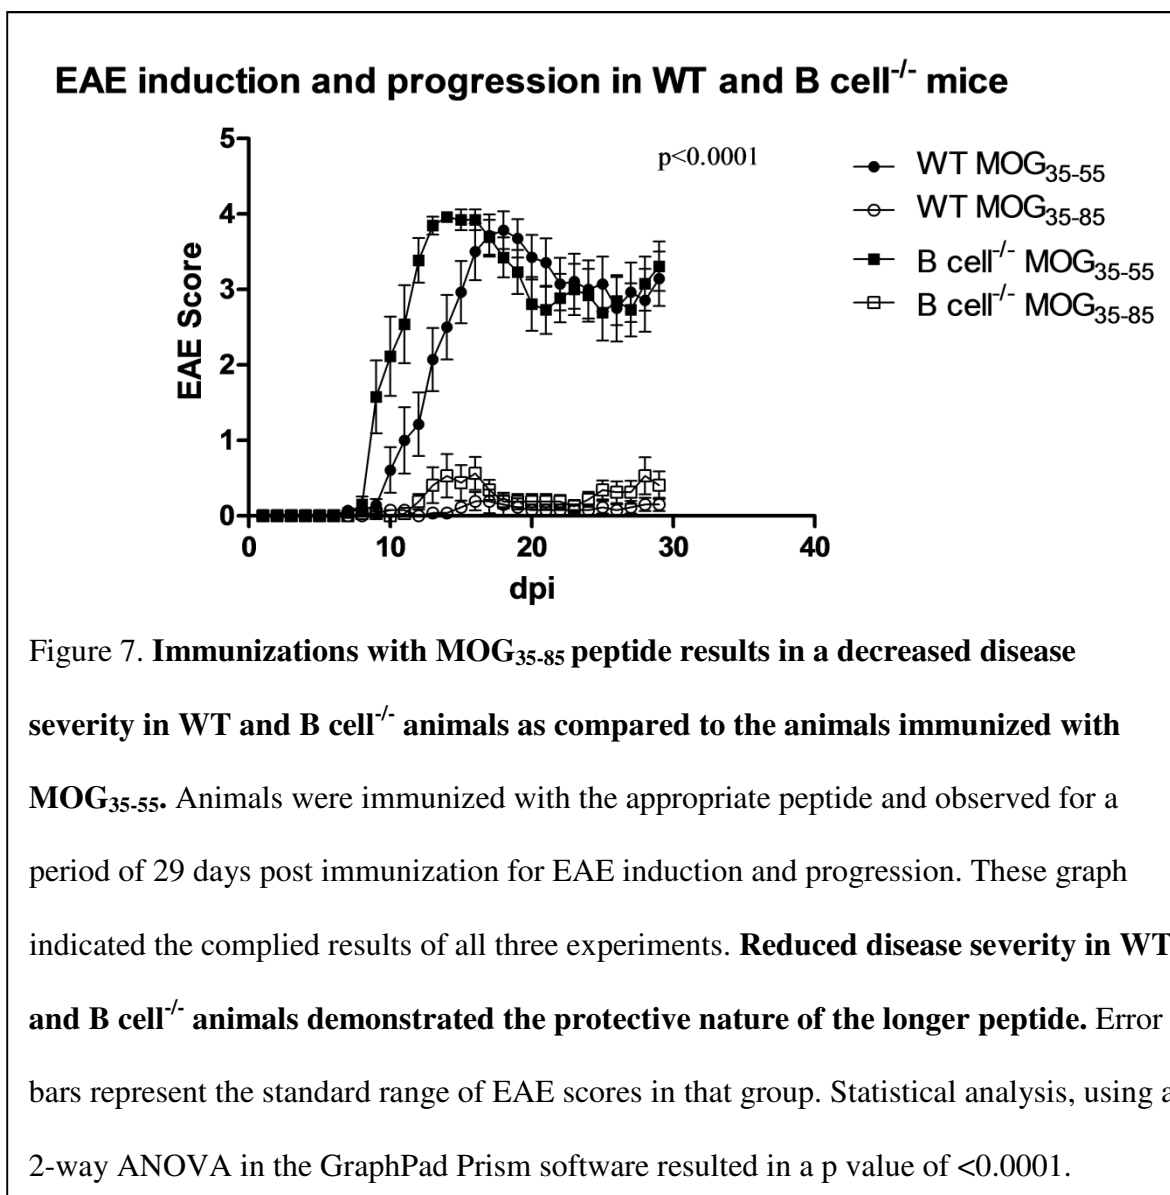 EAE induction and progression in WT and B cell-/- mice
5
4
3
2
1
0
EAE Score
p<0.0001
WT MOG35-55
WT MOG35-85
B cell-/- MOG35-55
B cell-/- MOG35-85
0 10 20 30 40
dpi
Figure 7. Immunizations with MOG35-85 peptide results in a decreased disease
severity in WT and B cell-/- animals as compared to the animals immunized with
MOG35-55. Animals were immunized with the appropriate peptide and observed for a
period of 29 days post immunization for EAE induction and progression. These graph
indicated the complied results of all three experiments. Reduced disease severity in WT
and B cell-/- animals demonstrated the protective nature of the longer peptide. Error
bars represent the standard range of EAE scores in that group. Statistical analysis, using a
2-way ANOVA in the GraphPad Prism software resulted in a p value of <0.0001.